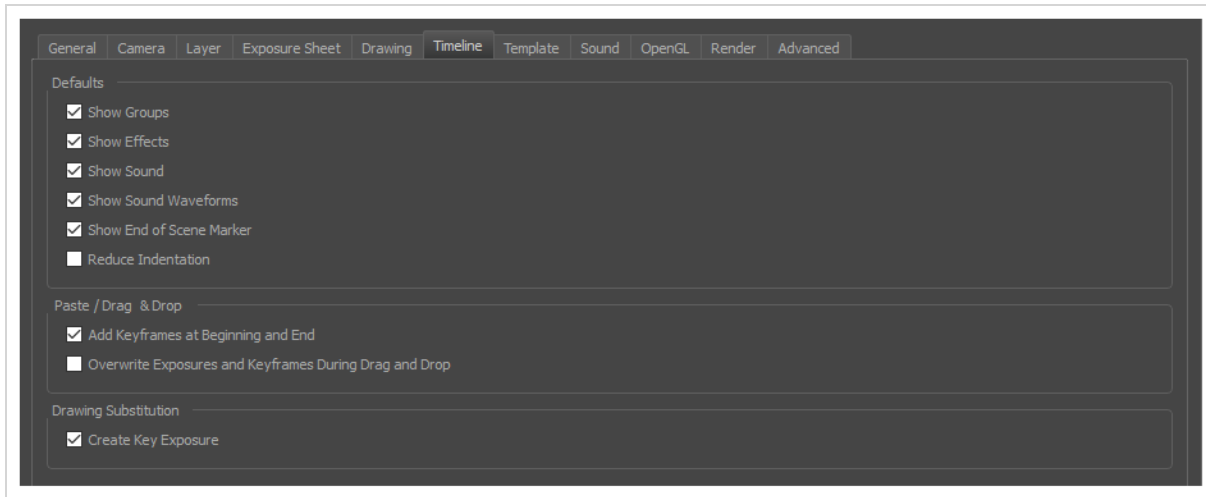 General Camera Layer Exposure Sheet Drawing Timeline Template Sound OpenGL Render Advanced
Defaults
Show Groups
Show Effects
Show Sound
Show Sound Waveforms
Show End of Scene Marker
Reduce Indentation
Paste / Drag & Drop
Add Keyframes at Beginning and End
Overwrite Exposures and Keyframes During Drag and Drop
Drawing Substitution
Create Key Exposure